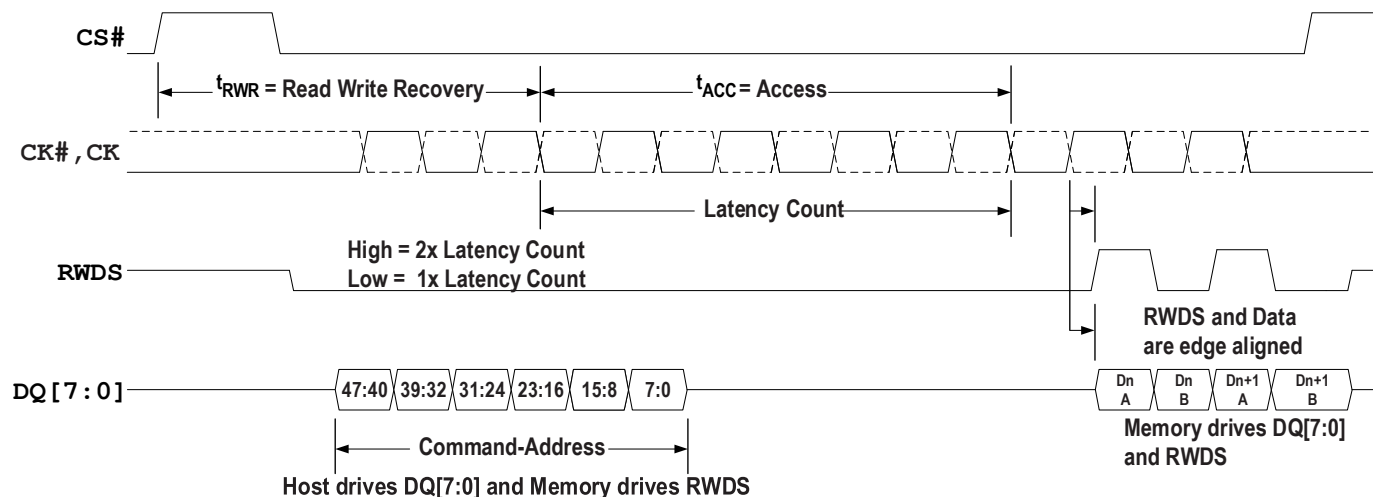 CS#
tRWR = Read Write Recovery
tACC = Access
CK#,CK
Latency Count
High = 2x Latency Count
Low = 1x Latency Count
RWDS
RWDS and Data
are edge aligned
DQ[7:0]
47:40 39:32 31:24 23:16 15:8 7:0
Dn
A
Dn
B
Dn+1
A
Dn+1
B
Command-Address
Memory drives DQ[7:0]
and RWDS
Host drives DQ[7:0] and Memory drives RWDS